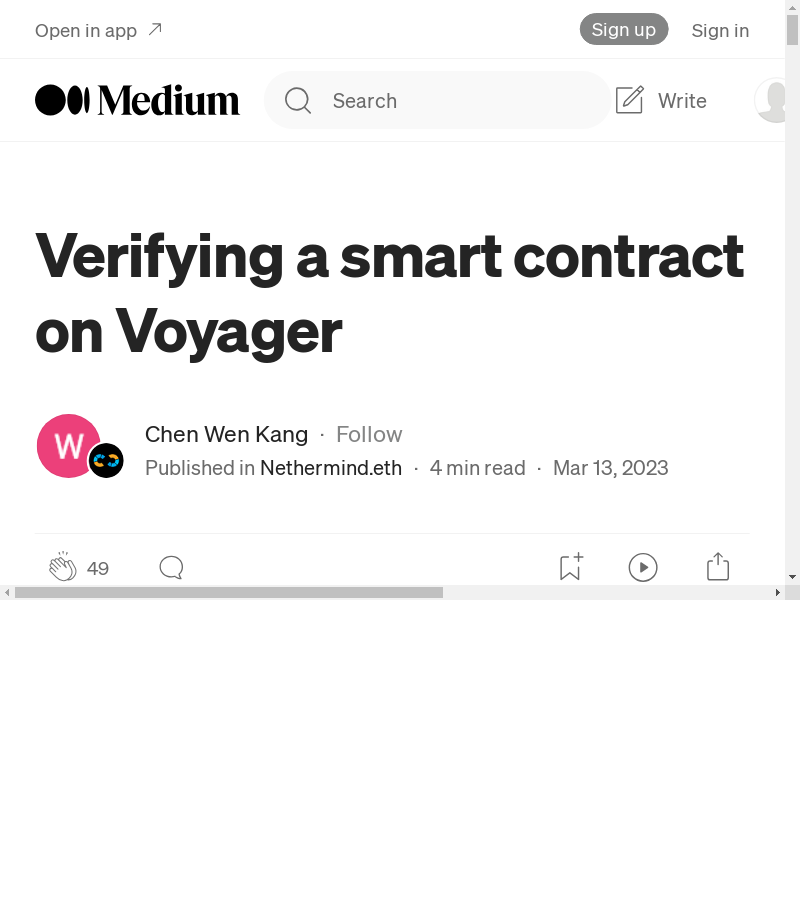 Open in app
Sign up
Sign in
Medium
Search
Write
Verifying a smart contract
on Voyager
W
Chen Wen Kang · Follow
Published in Nethermind.eth · 4 min read · Mar 13, 2023
49